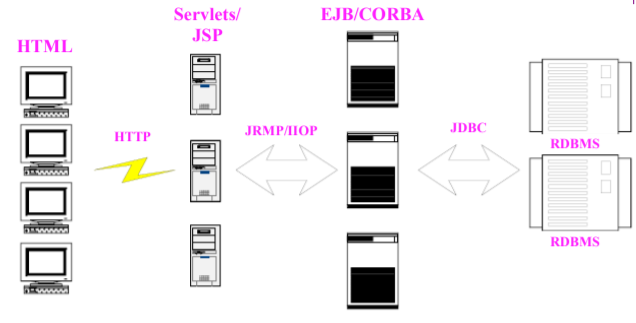 Servlets/
JSP
EJB/CORBA
HTML
HTTP
JRMP/IIOP
JDBC
RDBMS
RDBMS